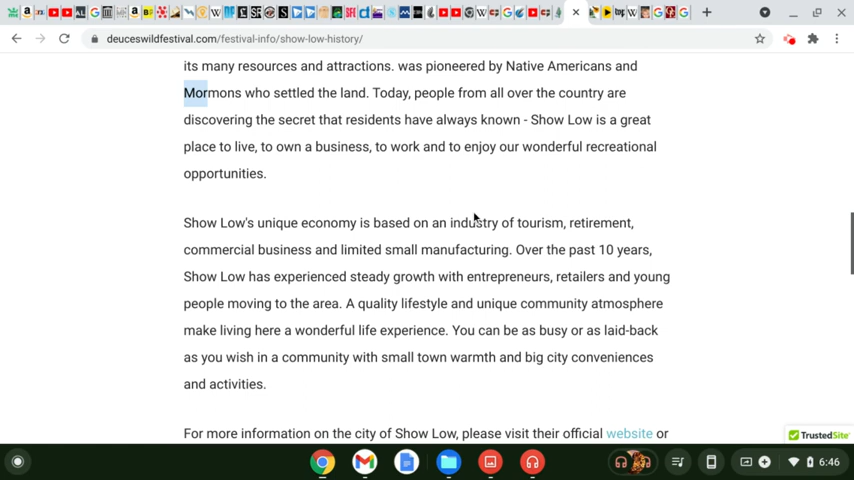 deuceswildfestival.com/festival-info/show-low-history/
its many resources and attractions. was pioneered by Native Americans and
Mormons who settled the land. Today, people from all over the country are
discovering the secret that residents have always known - Show Low is a great
place to live, to own a business, to work and to enjoy our wonderful recreational
opportunities.
Show Low's unique economy is based on an industry of tourism, retirement,
commercial business and limited small manufacturing. Over the past 10 years,
Show Low has experienced steady growth with entrepreneurs, retailers and young
people moving to the area. A quality lifestyle and unique community atmosphere
make living here a wonderful life experience. You can be as busy or as laid-back
as you wish in a community with small town warmth and big city conveniences
and activities.
For more information on the city of Show Low, please visit their official website or
TrustedSite
6:46